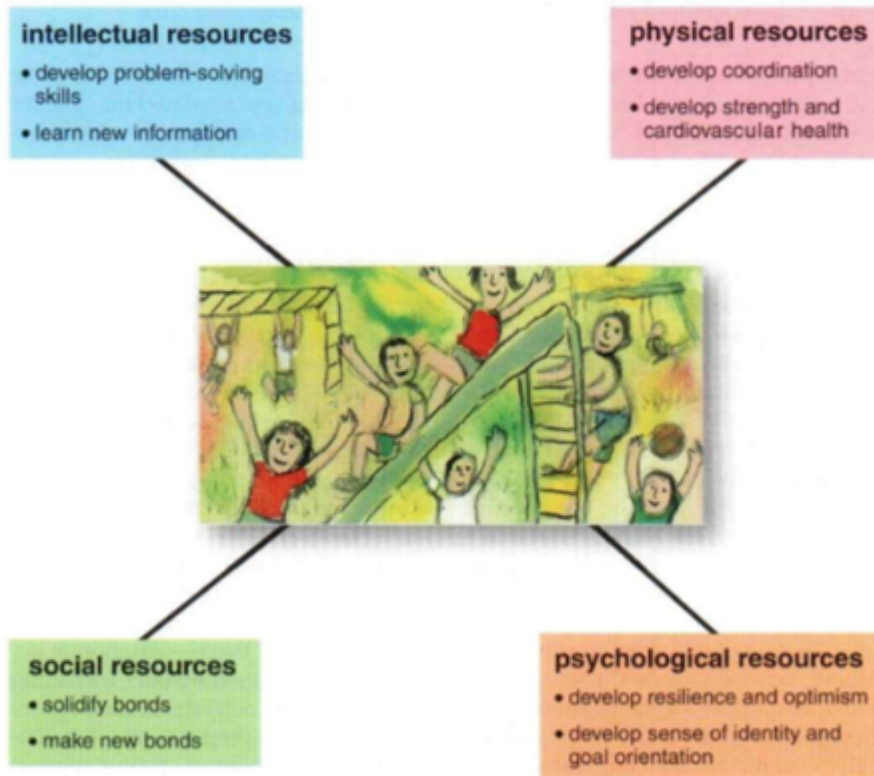 intellectual resources
• develop problem-solving
skills
• learn new information
physical resources
• develop coordination
• develop strength and
cardiovascular health
social resources
• solidify bonds
• make new bonds
psychological resources
• develop resilience and optimism
• develop sense of identity and
goal orientation